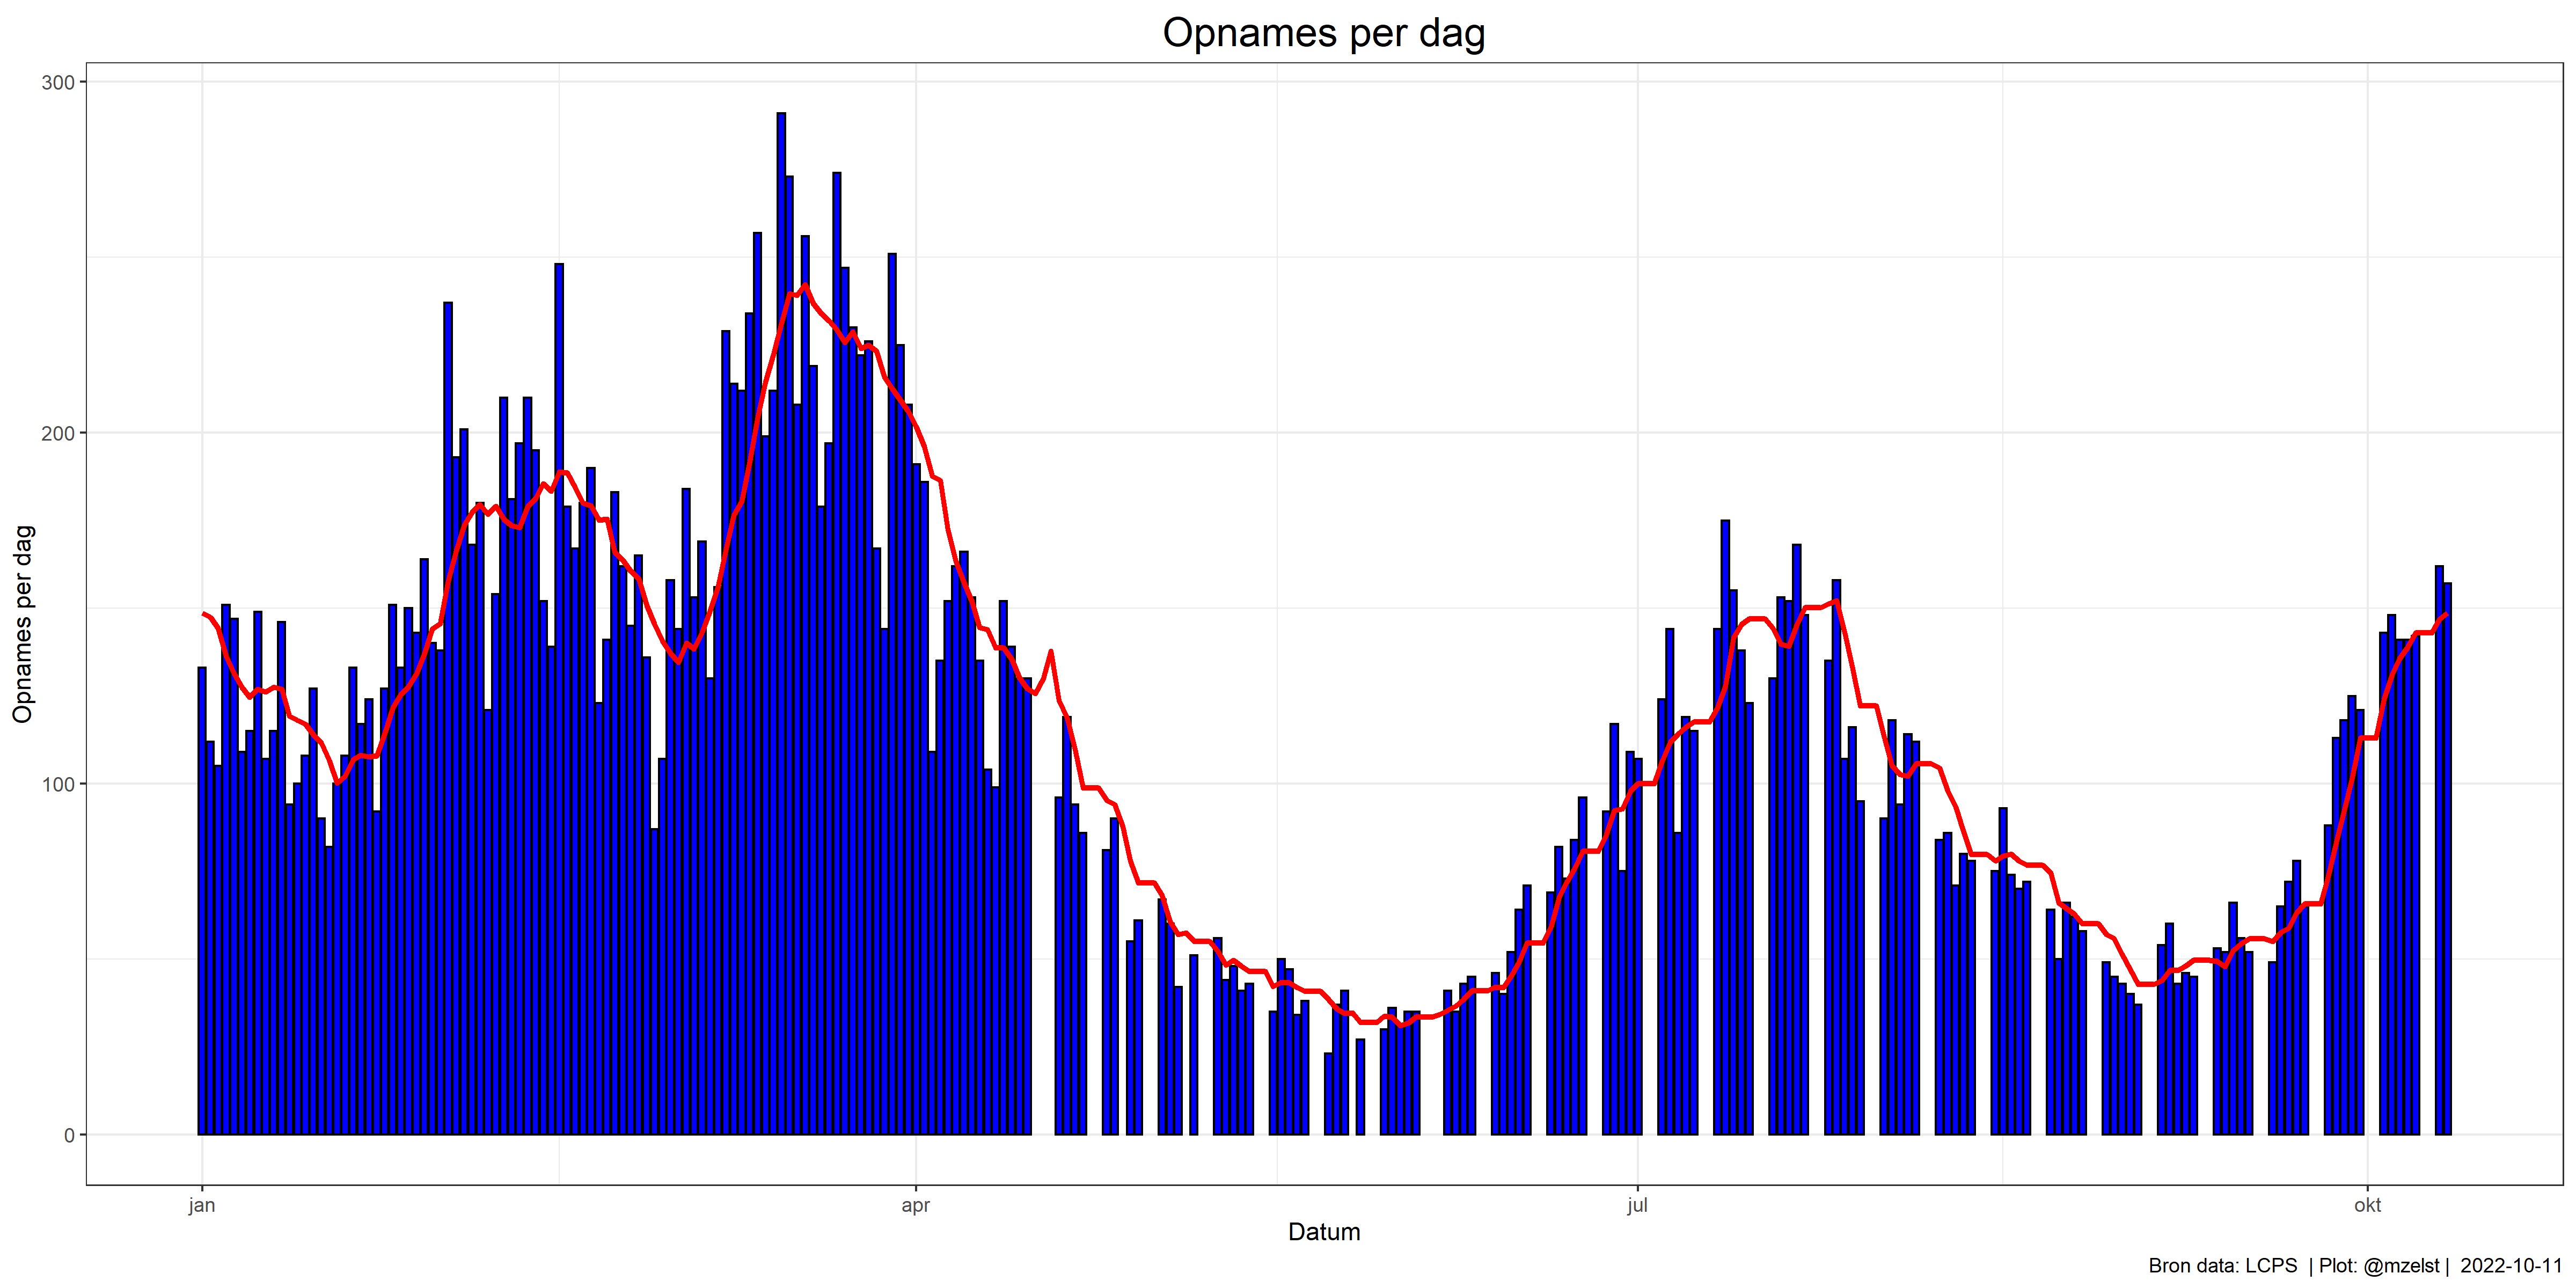 Opnames per dag
300
200
100
0
Opnames per dag
jan apr jul okt
Datum
Bron data: LCPS | Plot: @mzelst | 2022-10-11